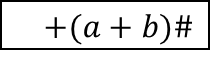 +(a + b)#